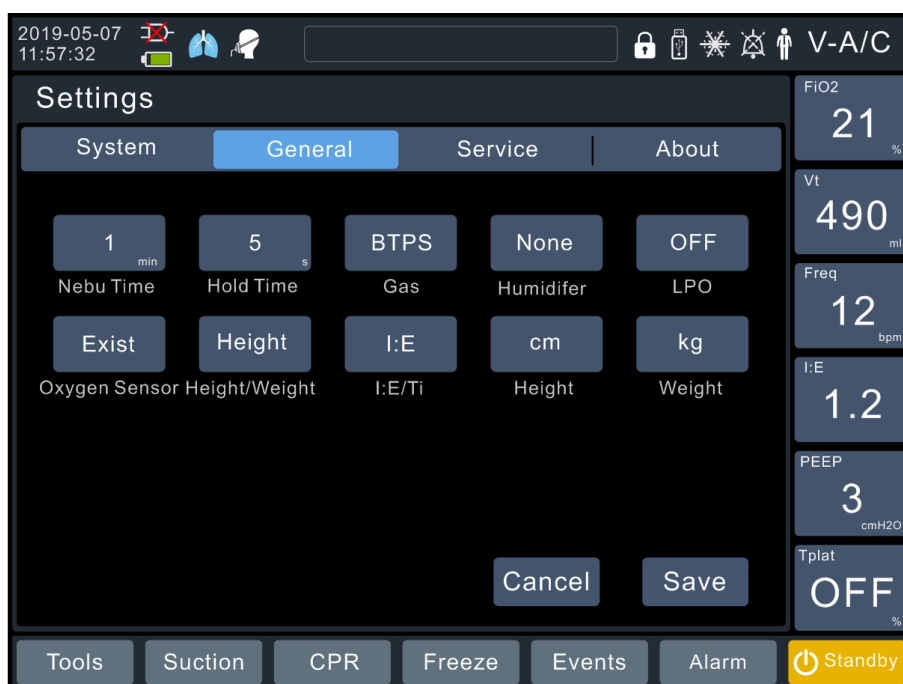 2019-05-07
11:57:32
V-A/C
Settings
System General Service About
1 min
Nebu Time
5 s
Hold Time
BTPS
Gas
None
Humidifer
OFF
LPO
Exist
Oxygen Sensor
Height
Height/Weight
I:E
I:E/Ti
cm
Height
kg
Weight
Cancel Save
FiO2
21 %
Vt
490 ml
Freq
12 bpm
I:E
1.2
PEEP
3 cmH2O
Tplat
OFF %
Tools Suction CPR Freeze Events Alarm Standby